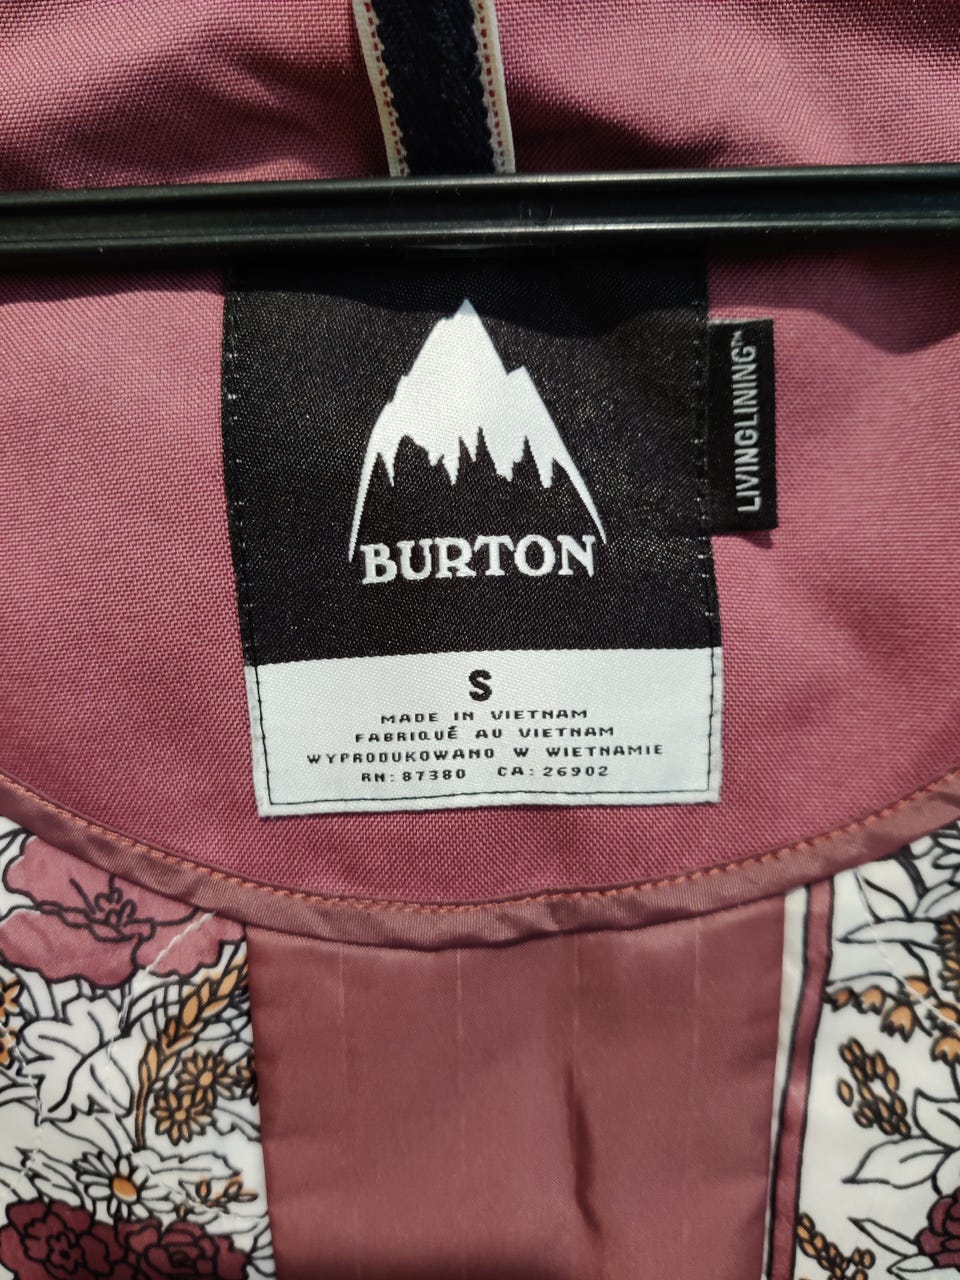 BURTON
LIVINGLINING™
S
MADE IN VIETNAM
FABRIQUÉ AU VIETNAM
WYPRODUKOWANO W WIETNAMIE
RN: 87380 CA: 26902